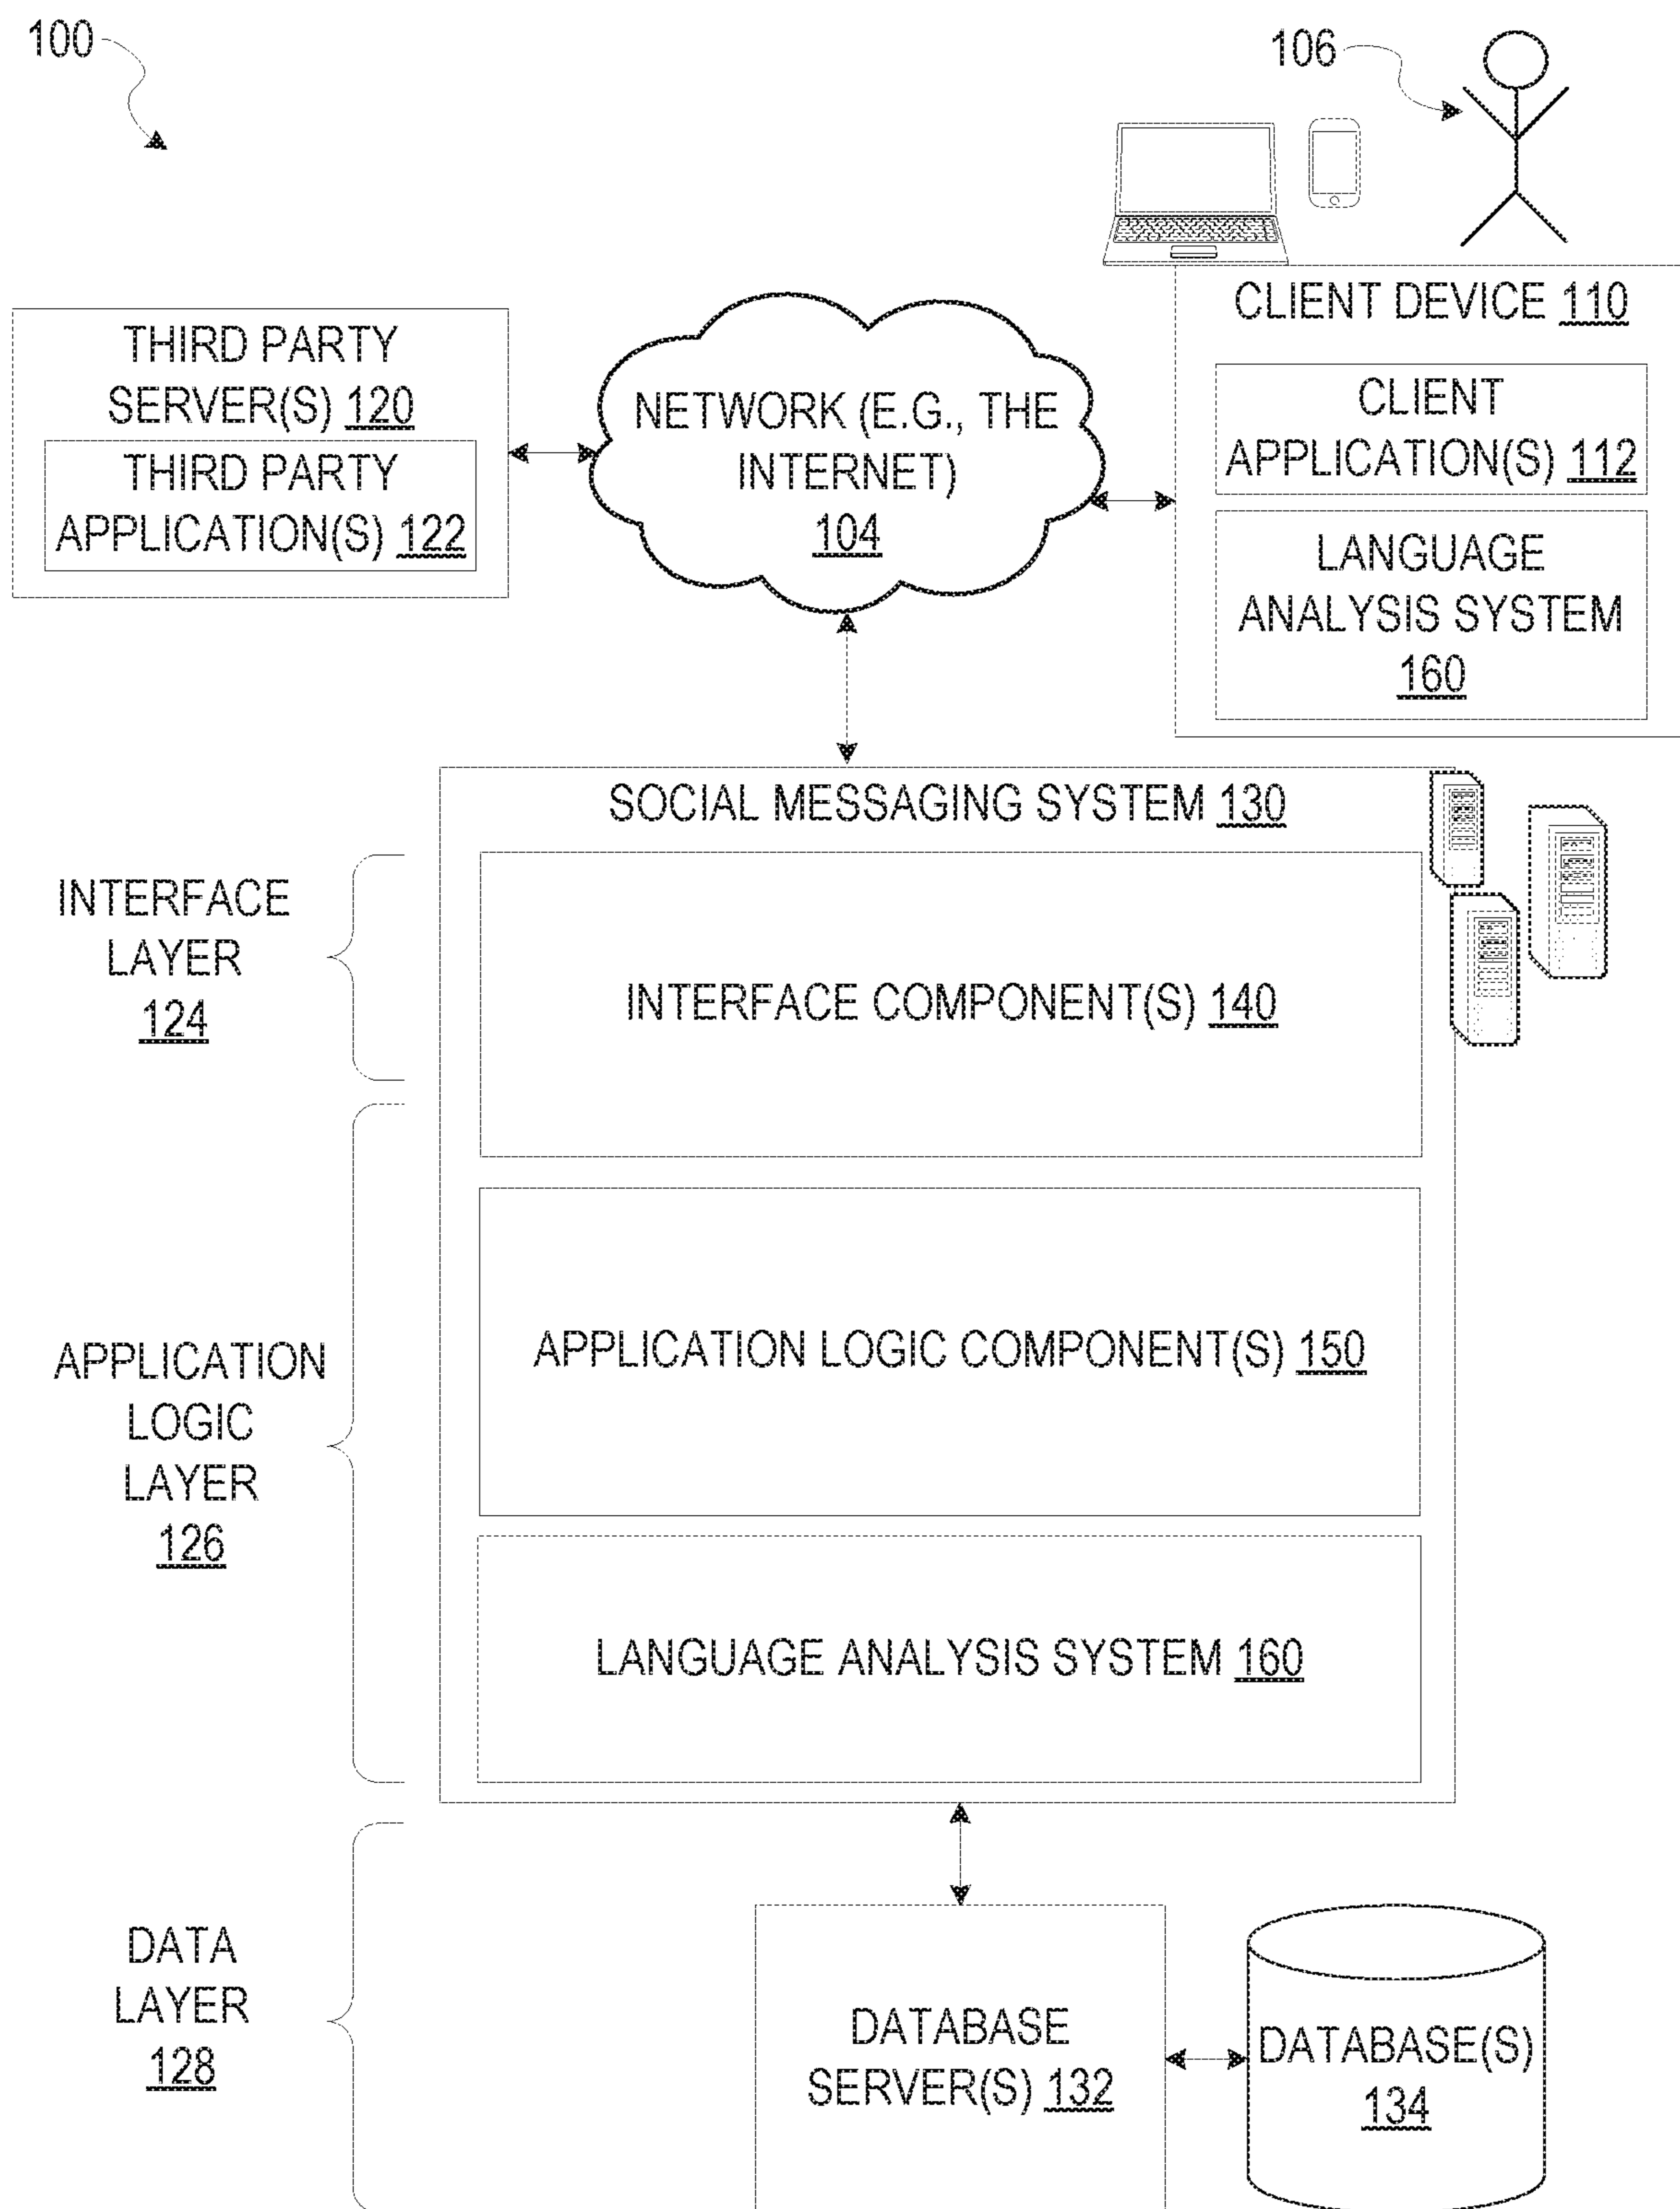 100
106
THIRD PARTY
SERVER(S) 120
THIRD PARTY
APPLICATION(S) 122
NETWORK (E.G., THE
INTERNET)
104
CLIENT DEVICE 110
CLIENT
APPLICATION(S) 112
LANGUAGE
ANALYSIS SYSTEM
160
SOCIAL MESSAGING SYSTEM 130
INTERFACE
LAYER
124
INTERFACE COMPONENT(S) 140
APPLICATION
LOGIC
LAYER
126
APPLICATION LOGIC COMPONENT(S) 150
LANGUAGE ANALYSIS SYSTEM 160
DATA
LAYER
128
DATABASE
SERVER(S) 132
DATABASE(S)
134